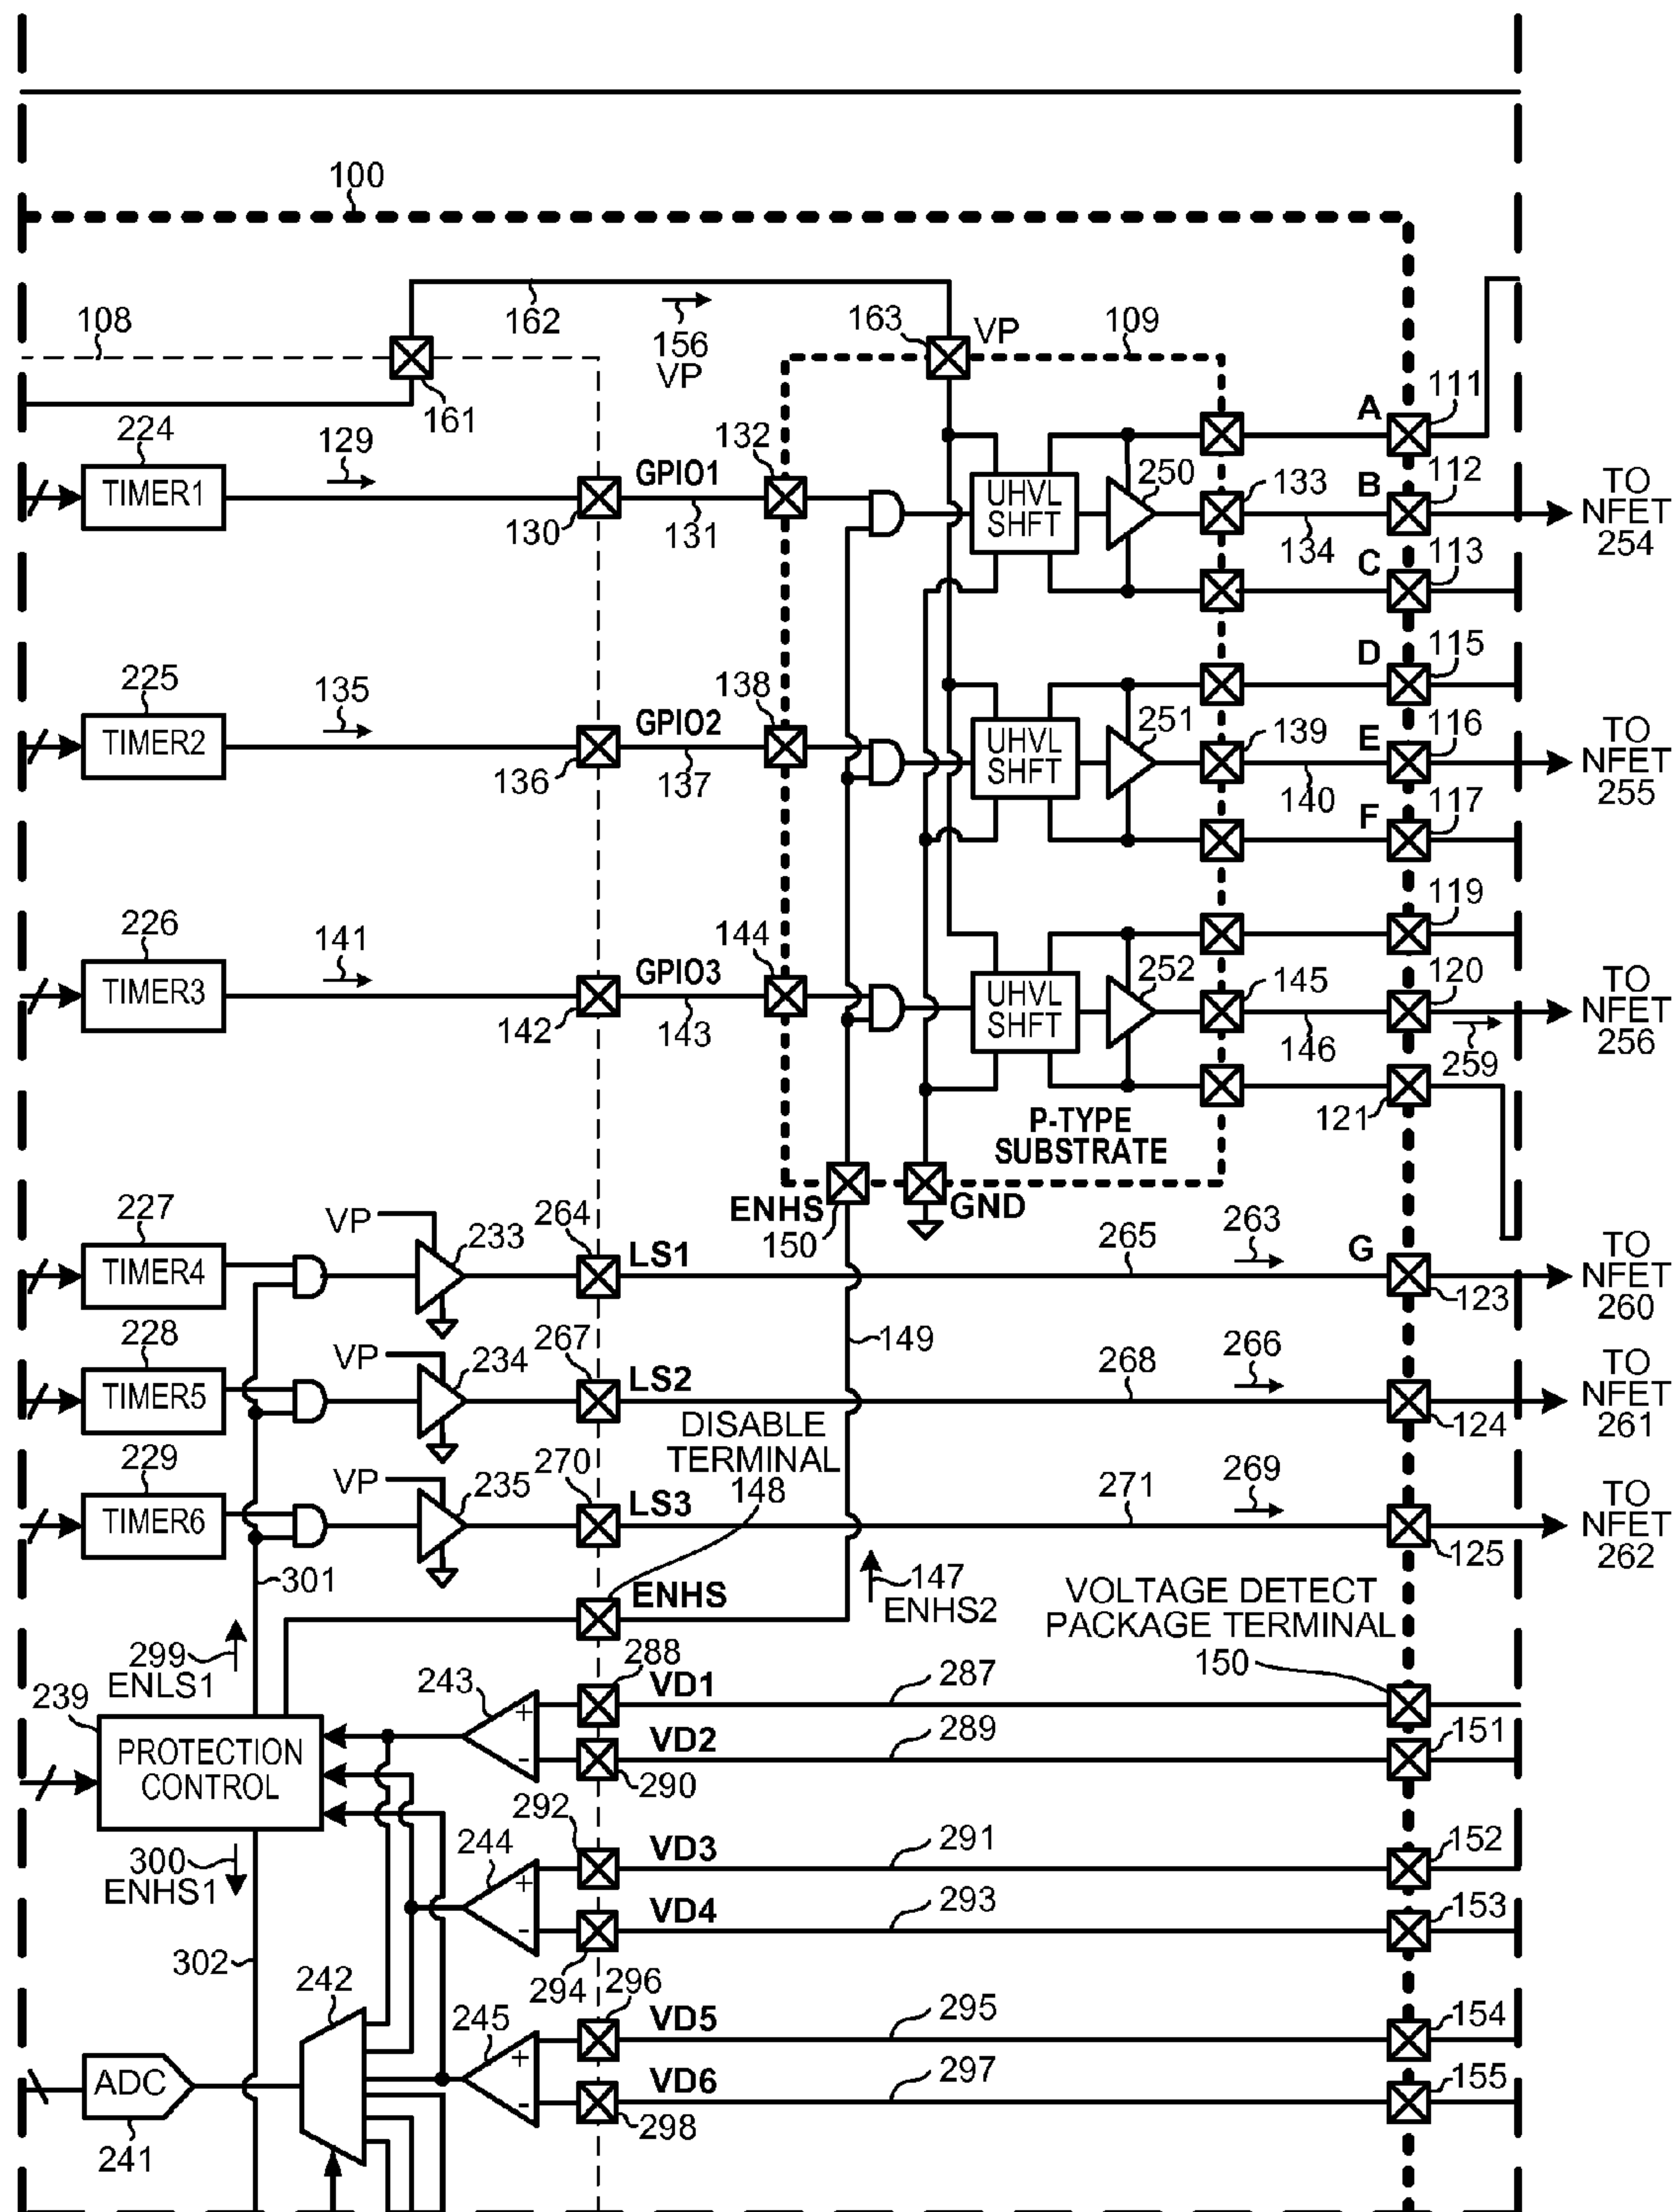 100
108
162
156
VP
163
VP
109
161
111
A
224
TIMER1
129
130
GPIO1
131
132
UHVL
SHFT
250
133
134
B
112
TO
NFET
254
C
113
D
115
225
TIMER2
135
136
GPIO2
137
138
UHVL
SHFT
251
139
140
E
116
TO
NFET
255
F
117
119
226
TIMER3
141
142
GPIO3
143
144
UHVL
SHFT
252
145
146
120
259
TO
NFET
256
121
P-TYPE
SUBSTRATE
ENHS
150
GND
227
TIMER4
VP
233
264
LS1
265
263
G
123
TO
NFET
260
149
228
TIMER5
VP
234
267
LS2
268
266
124
TO
NFET
261
DISABLE
TERMINAL
148
229
TIMER6
VP
235
270
LS3
271
269
125
TO
NFET
262
301
ENHS
147
ENHS2
VOLTAGE DETECT
PACKAGE TERMINAL
150
299
ENLS1
239
PROTECTION
CONTROL
243
+
-
288
VD1
287
VD2
289
290
151
300
ENHS1
244
+
-
292
VD3
291
152
VD4
293
294
153
302
242
245
+
-
296
VD5
295
154
VD6
297
298
155
ADC
241